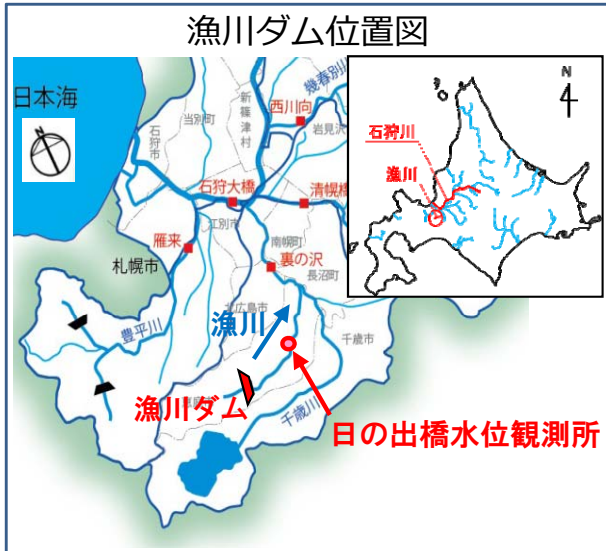 漁川ダム位置図
日本海
石狩市
当別町
新篠津村
幾春別川
西川向
岩見沢
石狩大橋
清幌橋
江別市
雁来
南幌町
札幌市
裏の沢
長沼町
北広島市
豊平川
漁川
千歳市
恵庭市
漁川ダム
千歳川
日の出橋水位観測所
N
石狩川
漁川